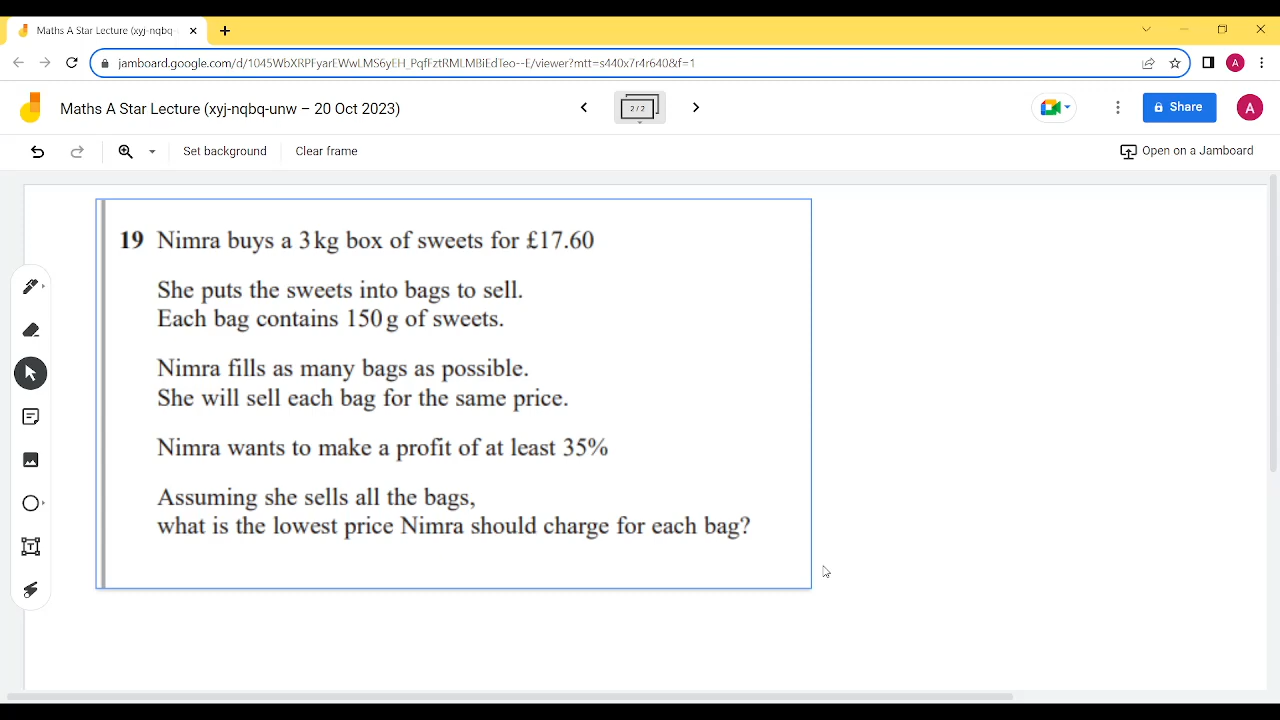 Maths A Star Lecture (xyj-nqbq-
jamboard.google.com/d/1045WbXRPFyarEWwLMS6yEH_PqfFztRMLMBiEdTeo--E/viewer?mtt=s440x7r4r640&f=1
A
Maths A Star Lecture (xyj-nqbq-unw – 20 Oct 2023)
2 / 2
Share
A
Set background
Clear frame
Open on a Jamboard
19 Nimra buys a 3 kg box of sweets for £17.60
She puts the sweets into bags to sell.
Each bag contains 150 g of sweets.
Nimra fills as many bags as possible.
She will sell each bag for the same price.
Nimra wants to make a profit of at least 35%
Assuming she sells all the bags,
what is the lowest price Nimra should charge for each bag?
T